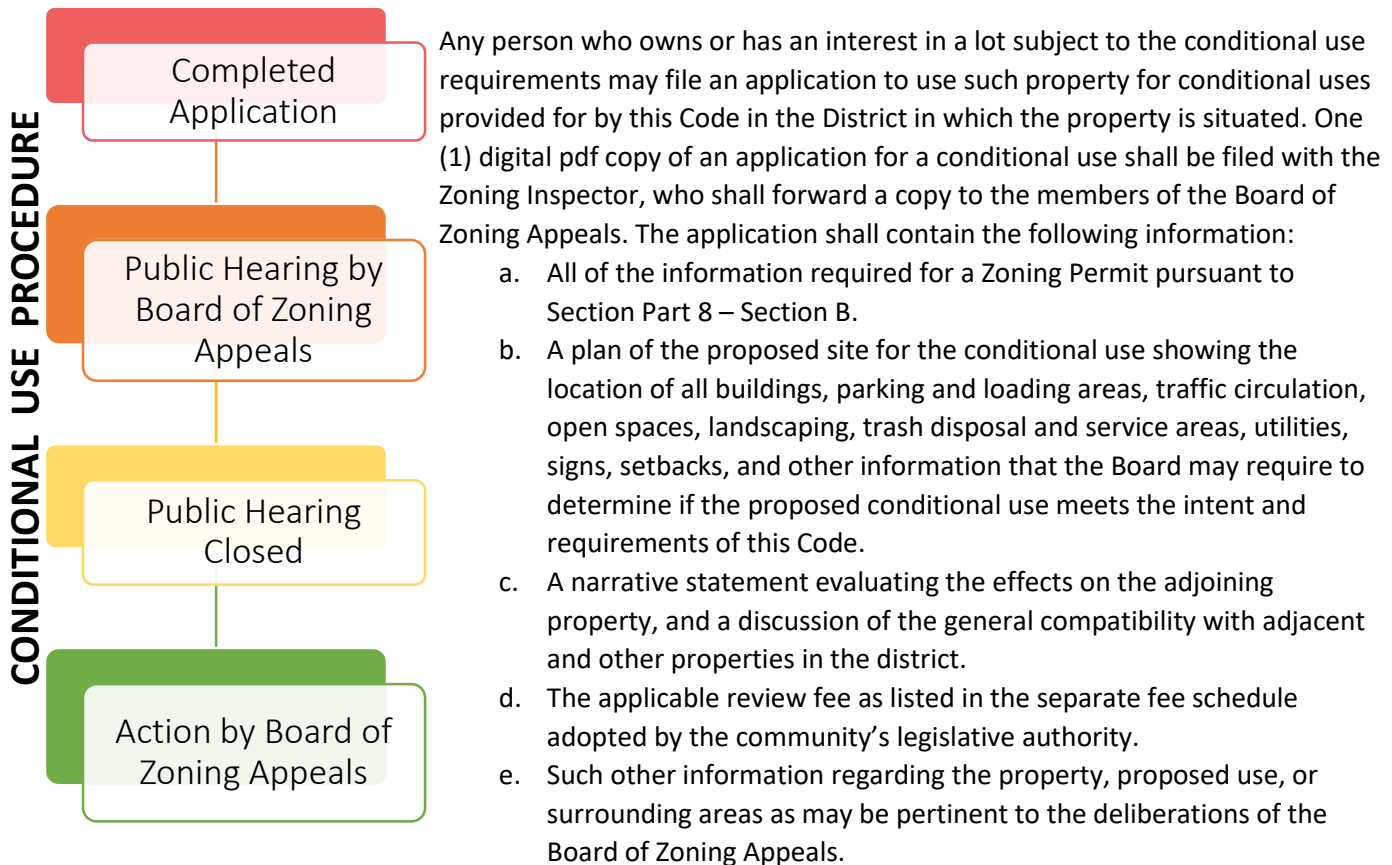 CONDITIONAL USE PROCEDURE
Completed
Application
Public Hearing by
Board of Zoning
Appeals
Public Hearing
Closed
Action by Board of
Zoning Appeals
Any person who owns or has an interest in a lot subject to the conditional use
requirements may file an application to use such property for conditional uses
provided for by this Code in the District in which the property is situated. One
(1) digital pdf copy of an application for a conditional use shall be filed with the
Zoning Inspector, who shall forward a copy to the members of the Board of
Zoning Appeals. The application shall contain the following information:
a. All of the information required for a Zoning Permit pursuant to
Section Part 8 – Section B.
b. A plan of the proposed site for the conditional use showing the
location of all buildings, parking and loading areas, traffic circulation,
open spaces, landscaping, trash disposal and service areas, utilities,
signs, setbacks, and other information that the Board may require to
determine if the proposed conditional use meets the intent and
requirements of this Code.
c. A narrative statement evaluating the effects on the adjoining
property, and a discussion of the general compatibility with adjacent
and other properties in the district.
d. The applicable review fee as listed in the separate fee schedule
adopted by the community’s legislative authority.
e. Such other information regarding the property, proposed use, or
surrounding areas as may be pertinent to the deliberations of the
Board of Zoning Appeals.